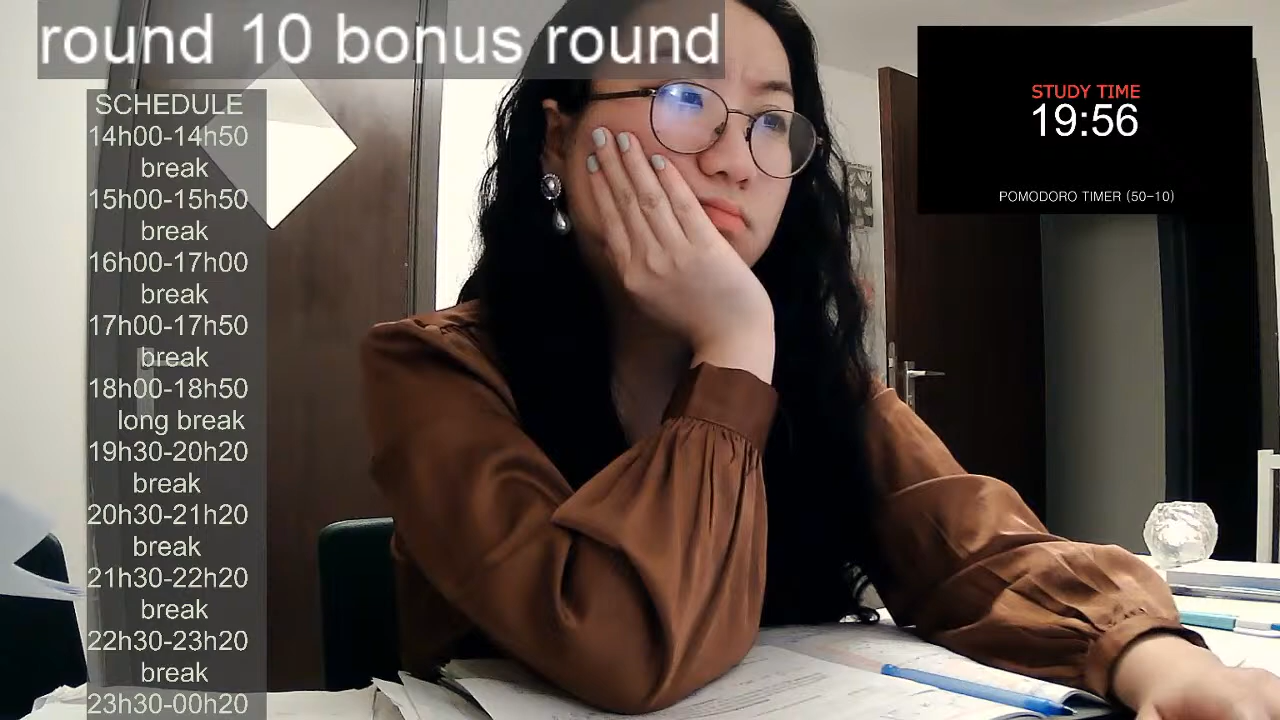 round 10 bonus round
SCHEDULE
14h00-14h50
break
15h00-15h50
break
16h00-17h00
break
17h00-17h50
break
18h00-18h50
long break
19h30-20h20
break
20h30-21h20
break
21h30-22h20
break
22h30-23h20
break
23h30-00h20
STUDY TIME
19:56
POMODORO TIMER (50-10)